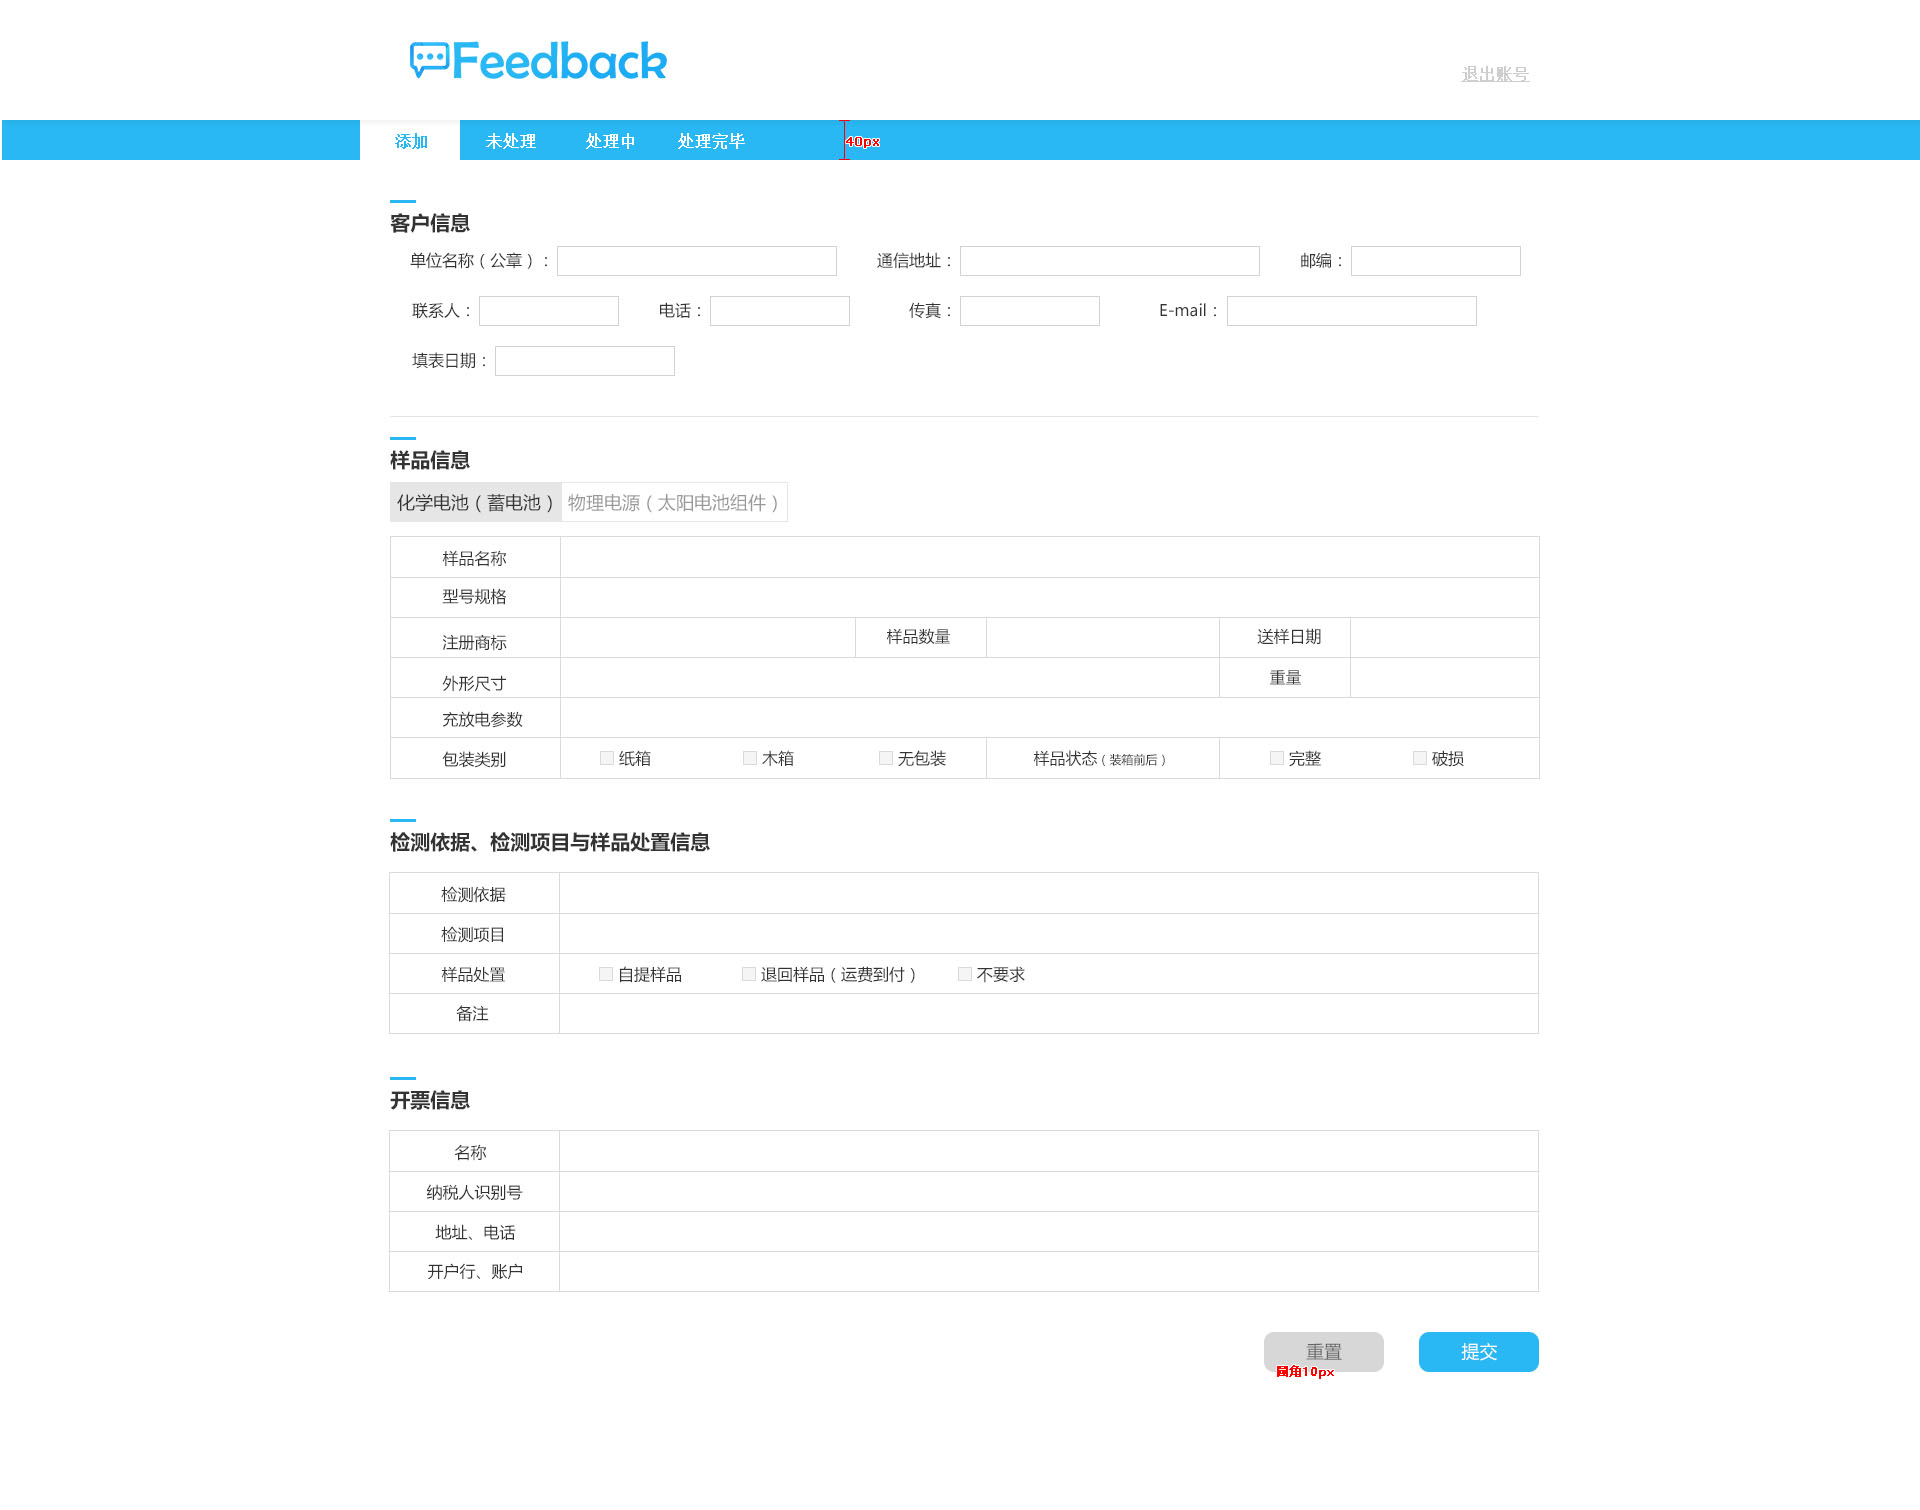 Feedback
退出账号
添加 未处理 处理中 处理完毕 40px
客户信息
单位名称（公章）： 通信地址： 邮编：
联系人： 电话： 传真： E-mail：
填表日期：
样品信息
化学电池（蓄电池） 物理电源（太阳电池组件）
样品名称
型号规格
注册商标 样品数量 送样日期
外形尺寸 重量
充放电参数
包装类别 纸箱 木箱 无包装 样品状态（装箱前后） 完整 破损
检测依据、检测项目与样品处置信息
检测依据
检测项目
样品处置 自提样品 退回样品（运费到付） 不要求
备注
开票信息
名称
纳税人识别号
地址、电话
开户行、账户
重置 提交
圆角10px